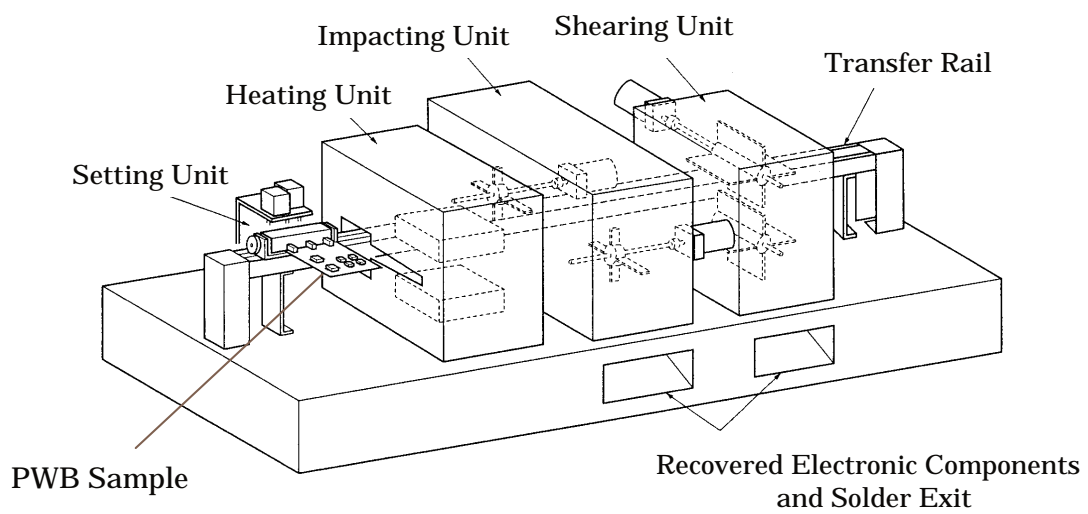 Shearing Unit
Impacting Unit
Transfer Rail
Heating Unit
Setting Unit
PWB Sample
Recovered Electronic Components
and Solder Exit